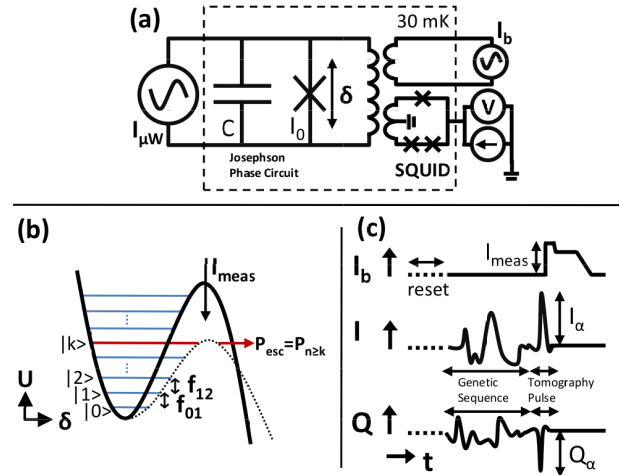 (a)
30 mK
I_b
I_μW
C
I_0
δ
V
Josephson
Phase Circuit
SQUID
(b)
I_meas
|k>
P_esc=P_n≥k
|2>
|1>
|0>
f_12
f_01
U
δ
(c)
I_b
I_meas
reset
I
I_α
Genetic
Sequence
Tomography
Pulse
Q
Q_α
t